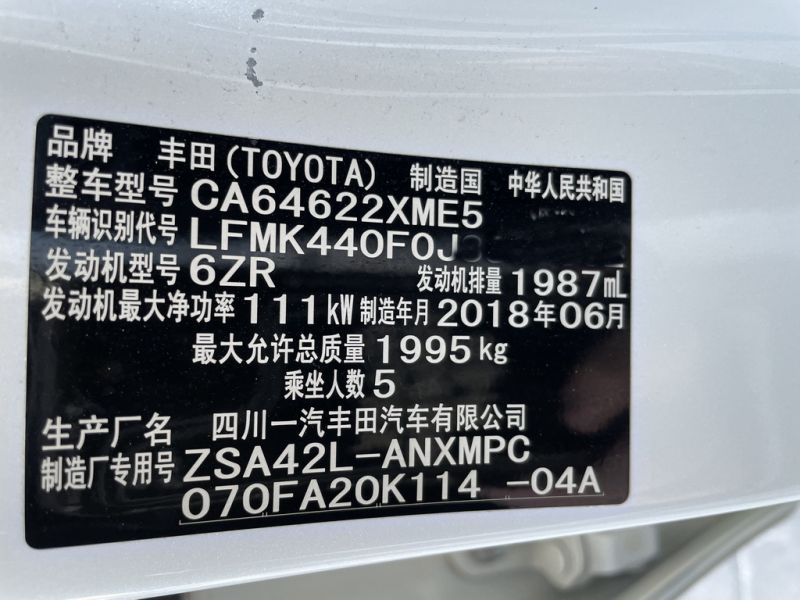 品牌 丰田(TOYOTA) 制造国 中华人民共和国
整车型号 CA64622XME5
车辆识别代号 LFMK440F0J
发动机型号 6ZR 发动机排量 1987mL
发动机最大净功率 111kW 制造年月 2018年06月
最大允许总质量 1995kg
乘坐人数 5
生产厂名 四川一汽丰田汽车有限公司
制造厂专用号 ZSA42L-ANXMPC
070FA20K114 -04A